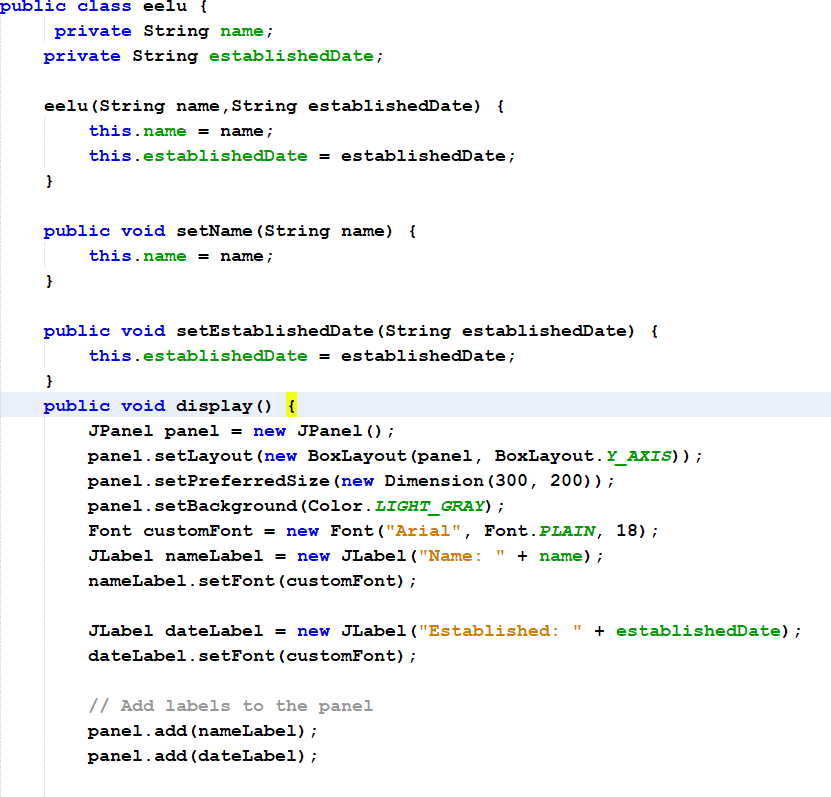 public class eelu {
private String name;
private String establishedDate;
eelu(String name,String establishedDate) {
this.name = name;
this.establishedDate = establishedDate;
}
public void setName(String name) {
this.name = name;
}
public void setEstablishedDate(String establishedDate) {
this.establishedDate = establishedDate;
}
public void display() {
JPanel panel = new JPanel();
panel.setLayout(new BoxLayout(panel, BoxLayout.Y_AXIS));
panel.setPreferredSize(new Dimension(300, 200));
panel.setBackground(Color.LIGHT_GRAY);
Font customFont = new Font("Arial", Font.PLAIN, 18);
JLabel nameLabel = new JLabel("Name: " + name);
nameLabel.setFont(customFont);
JLabel dateLabel = new JLabel("Established: " + establishedDate);
dateLabel.setFont(customFont);
// Add labels to the panel
panel.add(nameLabel);
panel.add(dateLabel);